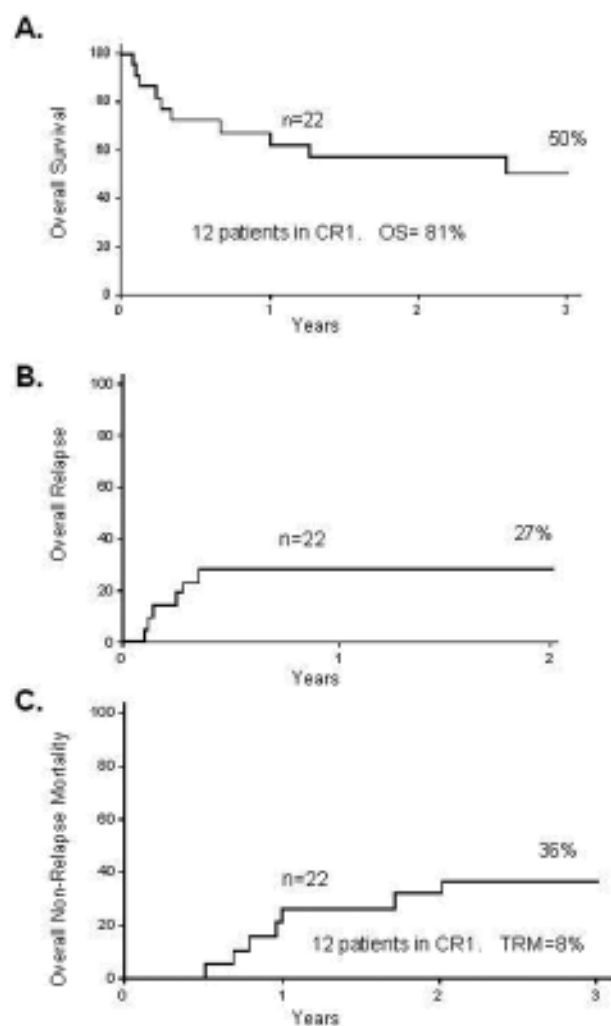 A.
Overall Survival
100
80
60
40
20
0
n=22
50%
12 patients in CR1. OS= 81%
0 1 2 3
Years
B.
Overall Relapse
100
80
60
40
20
0
n=22
27%
0 1 2
Years
C.
Overall Non-Relapse Mortality
100
80
60
40
20
0
n=22
36%
12 patients in CR1. TRM=8%
0 1 2 3
Years